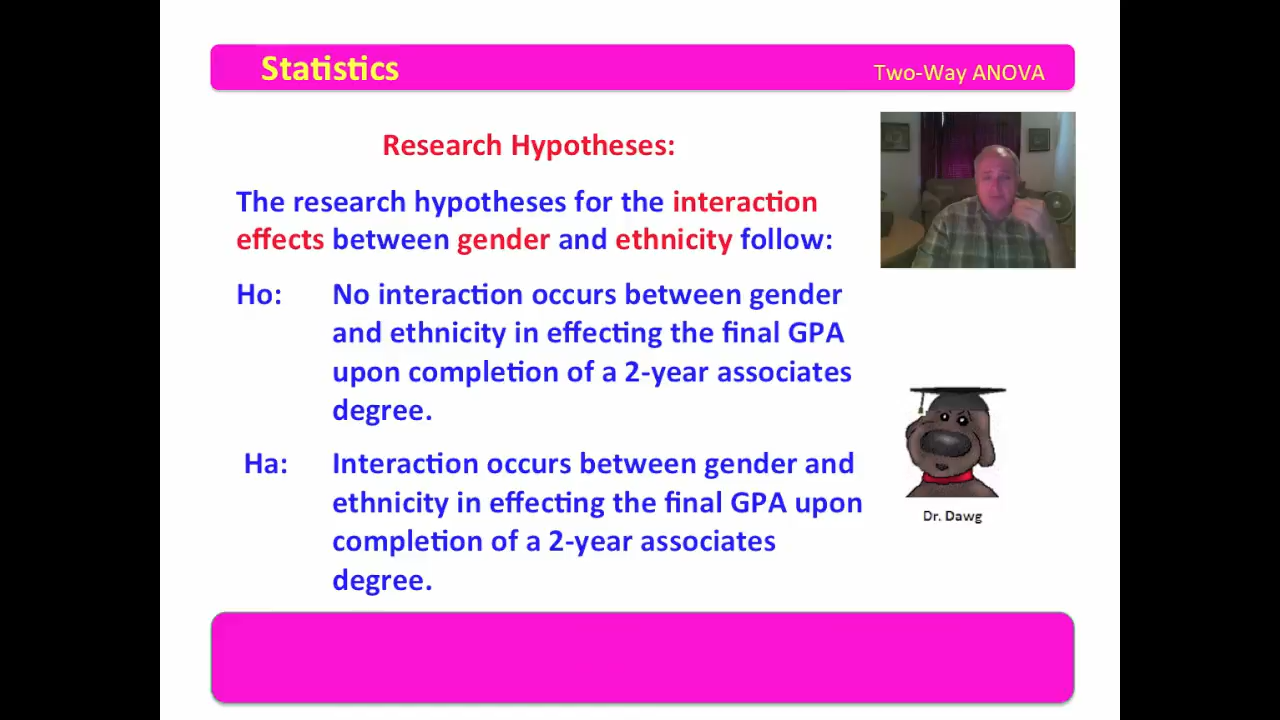 Statistics
Two-Way ANOVA
Research Hypotheses:
The research hypotheses for the interaction
effects between gender and ethnicity follow:
Ho: No interaction occurs between gender
and ethnicity in effecting the final GPA
upon completion of a 2-year associates
degree.
Ha: Interaction occurs between gender and
ethnicity in effecting the final GPA upon
completion of a 2-year associates
degree.
Dr. Dawg